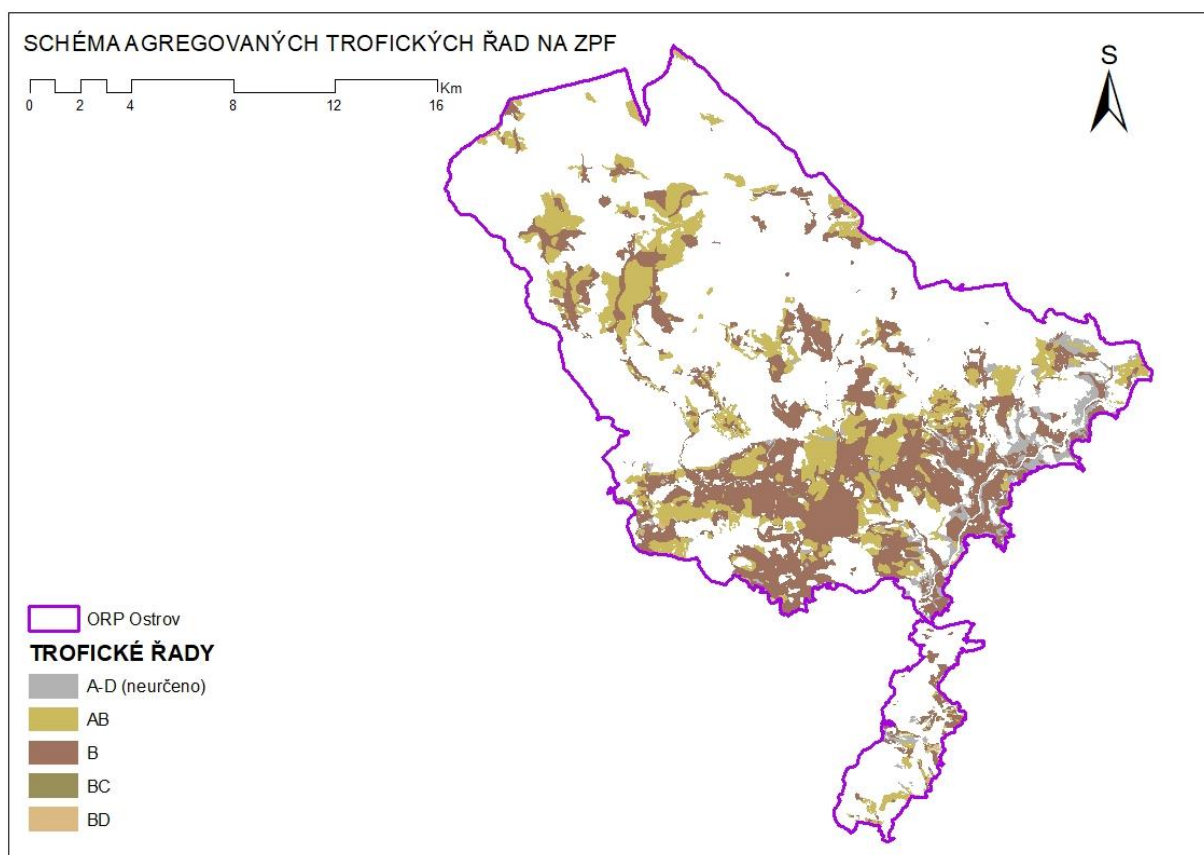 SCHÉMA AGREGOVANÝCH TROFICKÝCH ŘAD NA ZPF
0 2 4 8 12 16 Km
S
ORP Ostrov
TROFICKÉ ŘADY
A-D (neurčeno)
AB
B
BC
BD